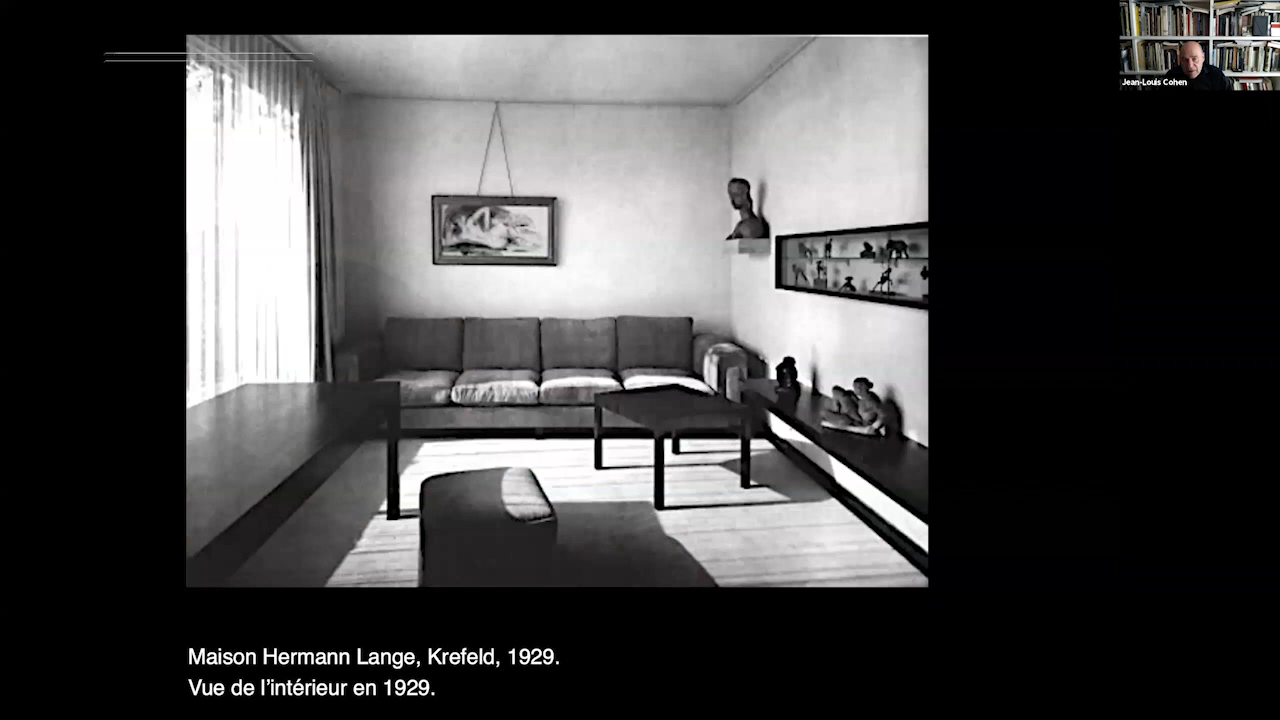 Jean-Louis Cohen
Maison Hermann Lange, Krefeld, 1929.
Vue de l’intérieur en 1929.